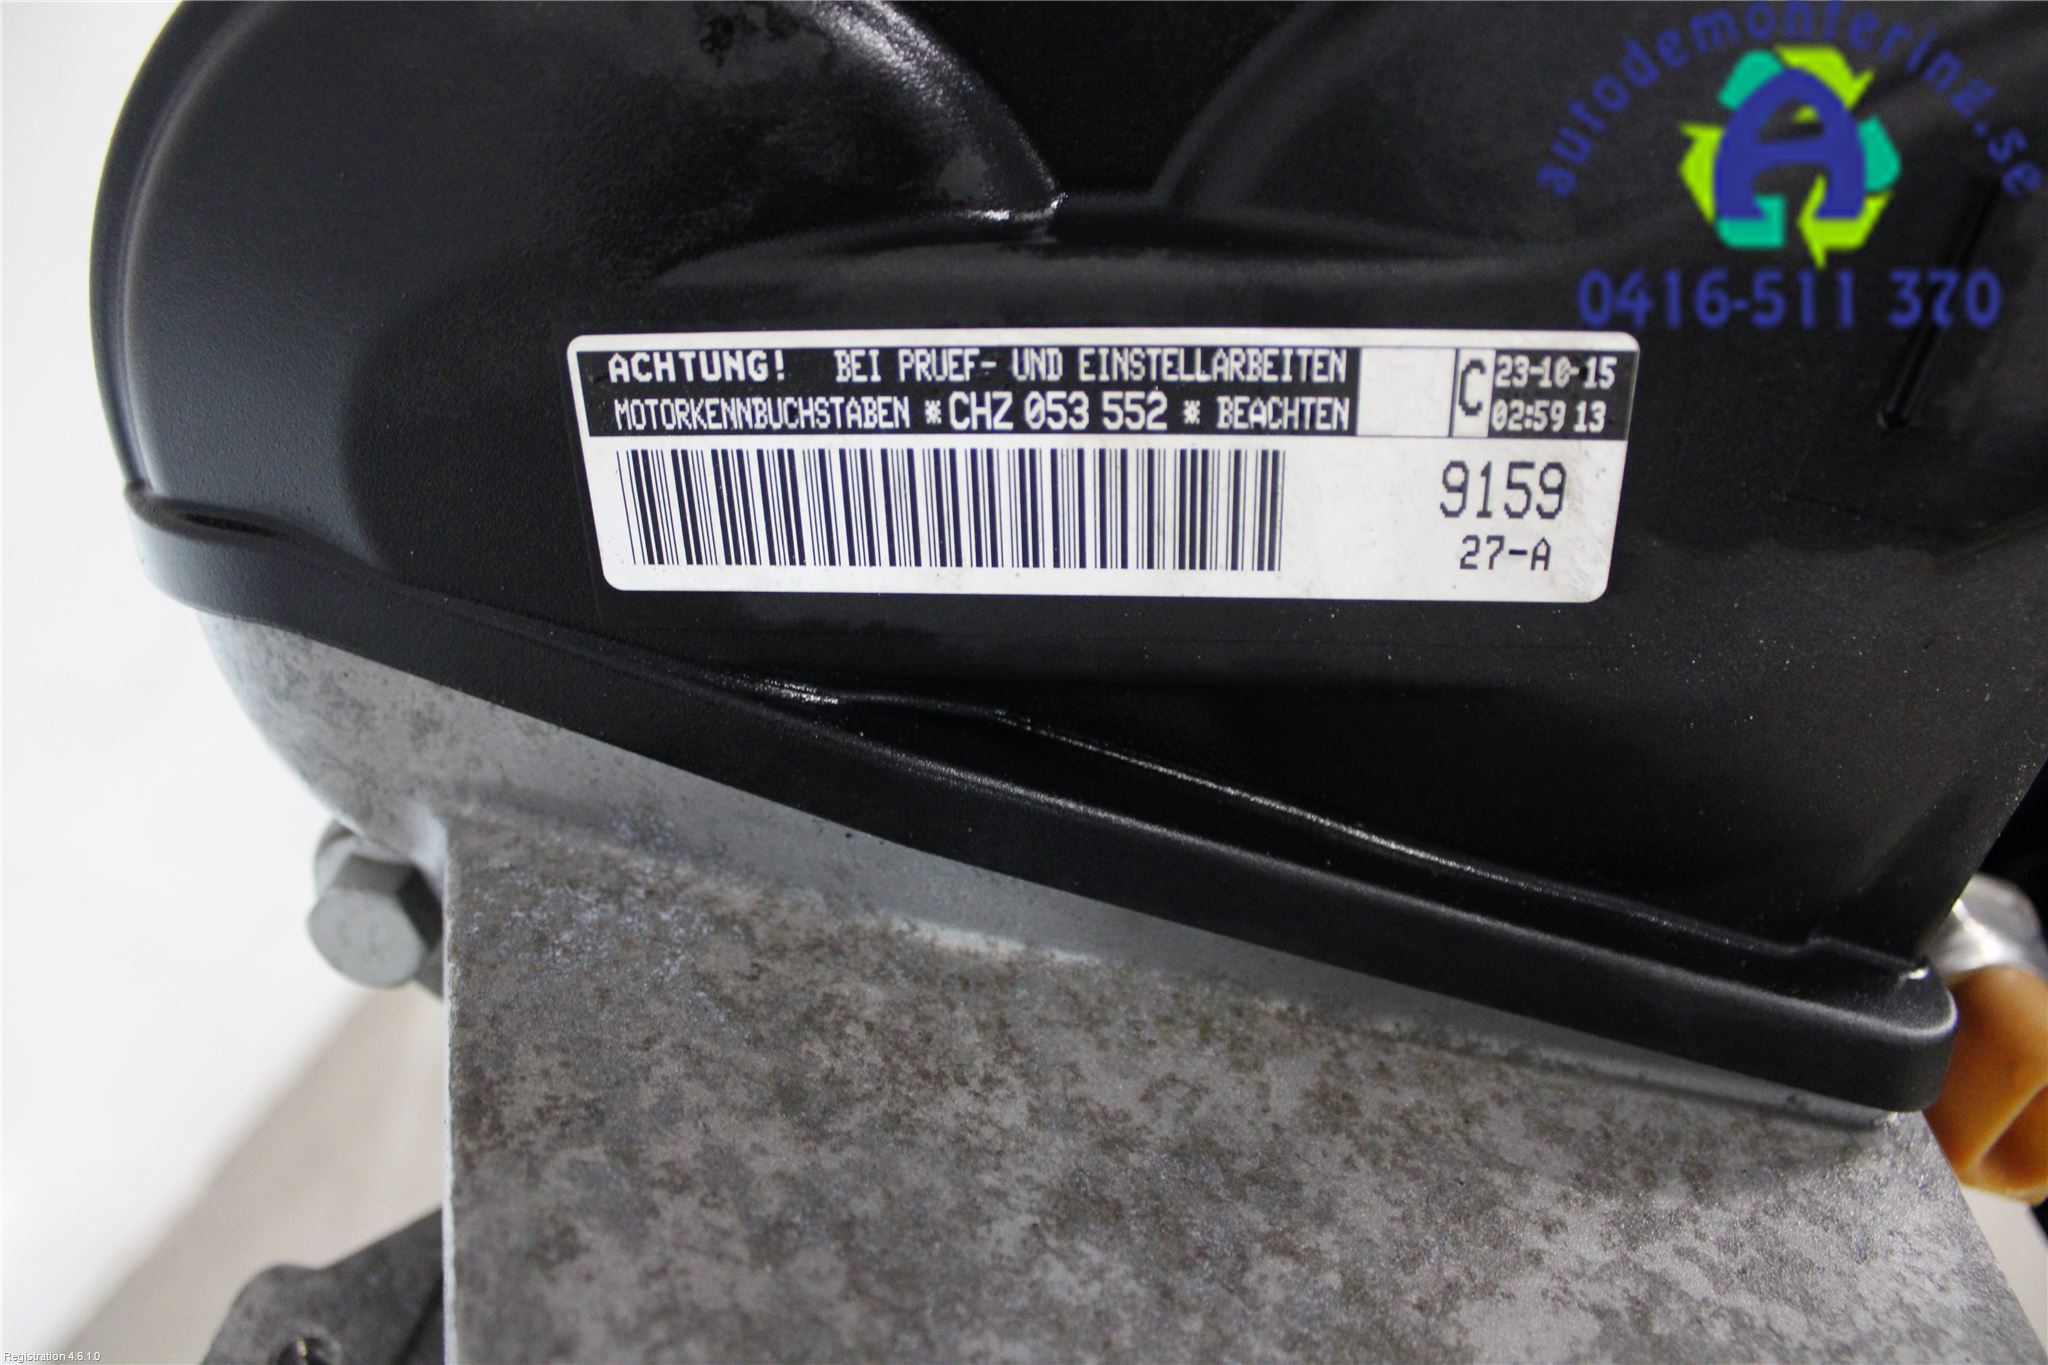 autodemontering.se
A
0416-511 370
ACHTUNG! BEI PRUEF- UND EINSTELLARBEITEN
MOTORKENNBUCHSTABEN *CHZ 053 552 * BEACHTEN
C
23-10-15
02:59 13
9159
27-A
Registration 4.6.1.0